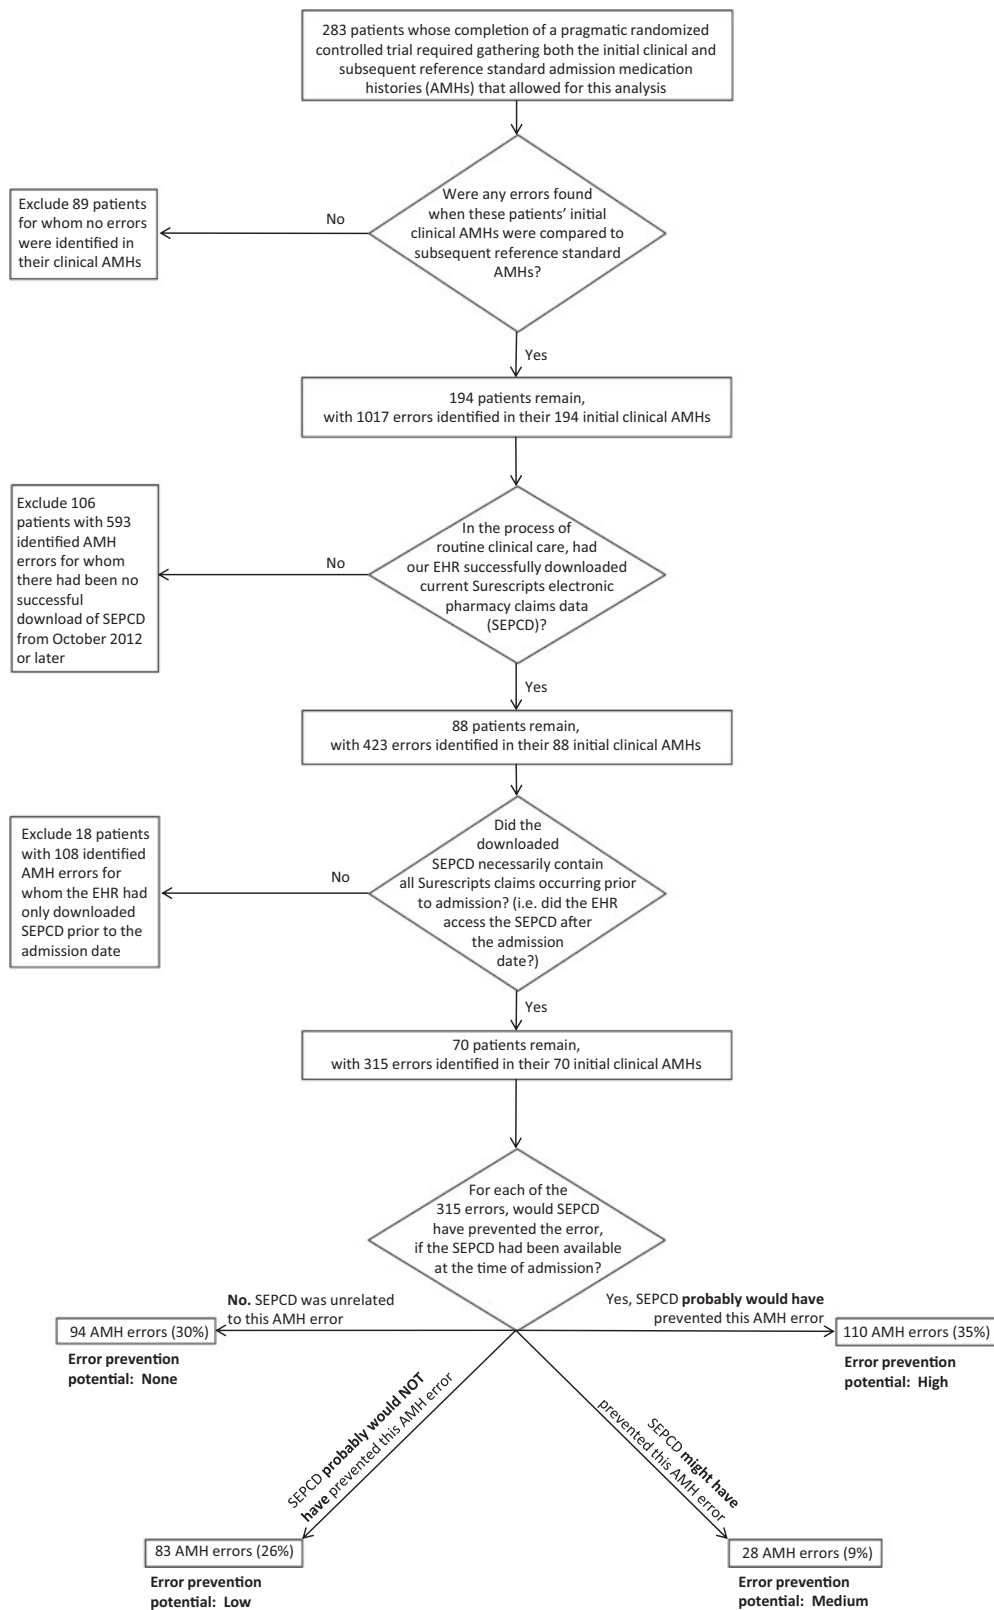 283 patients whose completion of a pragmatic randomized
controlled trial required gathering both the initial clinical and
subsequent reference standard admission medication
histories (AMHs) that allowed for this analysis
Were any errors found
when these patients’ initial
clinical AMHs were compared to
subsequent reference standard
AMHs?
No
Exclude 89 patients
for whom no errors
were identified in
their clinical AMHs
Yes
194 patients remain,
with 1017 errors identified in their 194 initial clinical AMHs
In the process of
routine clinical care, had
our EHR successfully downloaded
current Surescripts electronic
pharmacy claims data
(SEPCD)?
No
Exclude 106
patients with 593
identified AMH
errors for whom
there had been no
successful
download of SEPCD
from October 2012
or later
Yes
88 patients remain,
with 423 errors identified in their 88 initial clinical AMHs
Did the
downloaded
SEPCD necessarily contain
all Surescripts claims occurring prior
to admission? (i.e. did the EHR
access the SEPCD after
the admission
date?)
No
Exclude 18 patients
with 108 identified
AMH errors for
whom the EHR had
only downloaded
SEPCD prior to the
admission date
Yes
70 patients remain,
with 315 errors identified in their 70 initial clinical AMHs
For each of the
315 errors, would SEPCD
have prevented the error,
if the SEPCD had been available
at the time of admission?
No. SEPCD was unrelated
to this AMH error
94 AMH errors (30%)
Error prevention
potential: None
Yes, SEPCD probably would have
prevented this AMH error
110 AMH errors (35%)
Error prevention
potential: High
SEPCD probably would NOT
have prevented this AMH error
83 AMH errors (26%)
Error prevention
potential: Low
SEPCD might have
prevented this AMH error
28 AMH errors (9%)
Error prevention
potential: Medium